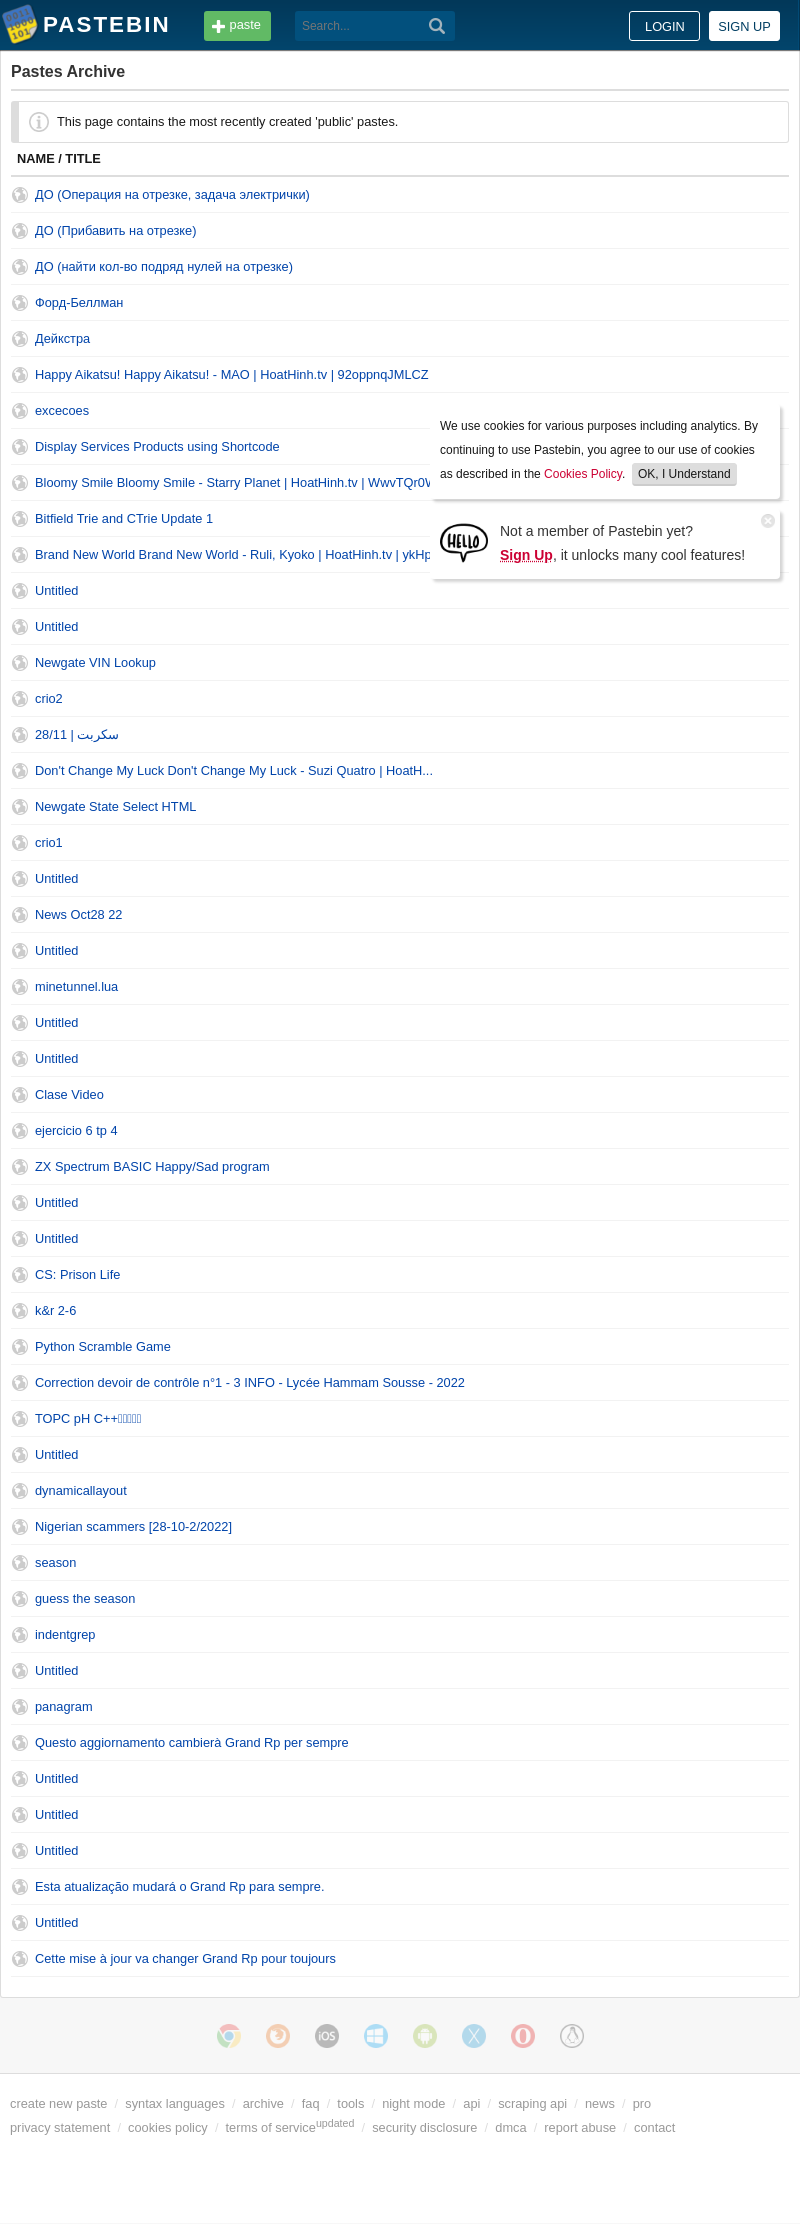 PASTEBIN
paste
Search...
LOGIN
SIGN UP
Pastes Archive
This page contains the most recently created 'public' pastes.
NAME / TITLE
ДО (Операция на отрезке, задача электрички)
ДО (Прибавить на отрезке)
ДО (найти кол-во подряд нулей на отрезке)
Форд-Беллман
Дейкстра
Happy Aikatsu! Happy Aikatsu! - MAO | HoatHinh.tv | 92oppnqJMLCZ
excecoes
Display Services Products using Shortcode
Bloomy Smile Bloomy Smile - Starry Planet | HoatHinh.tv |
Bitfield Trie and CTrie Update 1
Brand New World Brand New World - Ruli, Kyoko | HoatHinh.tv |
We use cookies for various purposes including analytics. By
continuing to use Pastebin, you agree to our use of cookies
as described in the Cookies Policy. OK, I Understand
HELLO
Not a member of Pastebin yet?
Sign Up, it unlocks many cool features!
Untitled
Untitled
Newgate VIN Lookup
crio2
28/11 | سكربت
Don't Change My Luck Don't Change My Luck - Suzi Quatro | HoatH...
Newgate State Select HTML
crio1
Untitled
News Oct28 22
Untitled
minetunnel.lua
Untitled
Untitled
Clase Video
ejercicio 6 tp 4
ZX Spectrum BASIC Happy/Sad program
Untitled
Untitled
CS: Prison Life
k&r 2-6
Python Scramble Game
Correction devoir de contrôle n°1 - 3 INFO - Lycée Hammam Sousse - 2022
TOPC pH C++
Untitled
dynamicallayout
Nigerian scammers [28-10-2/2022]
season
guess the season
indentgrep
Untitled
panagram
Questo aggiornamento cambierà Grand Rp per sempre
Untitled
Untitled
Untitled
Esta atualização mudará o Grand Rp para sempre.
Untitled
Cette mise à jour va changer Grand Rp pour toujours
iOS
create new paste / syntax languages / archive / faq / tools / night mode / api / scraping api / news / pro
privacy statement / cookies policy / terms of service updated / security disclosure / dmca / report abuse / contact